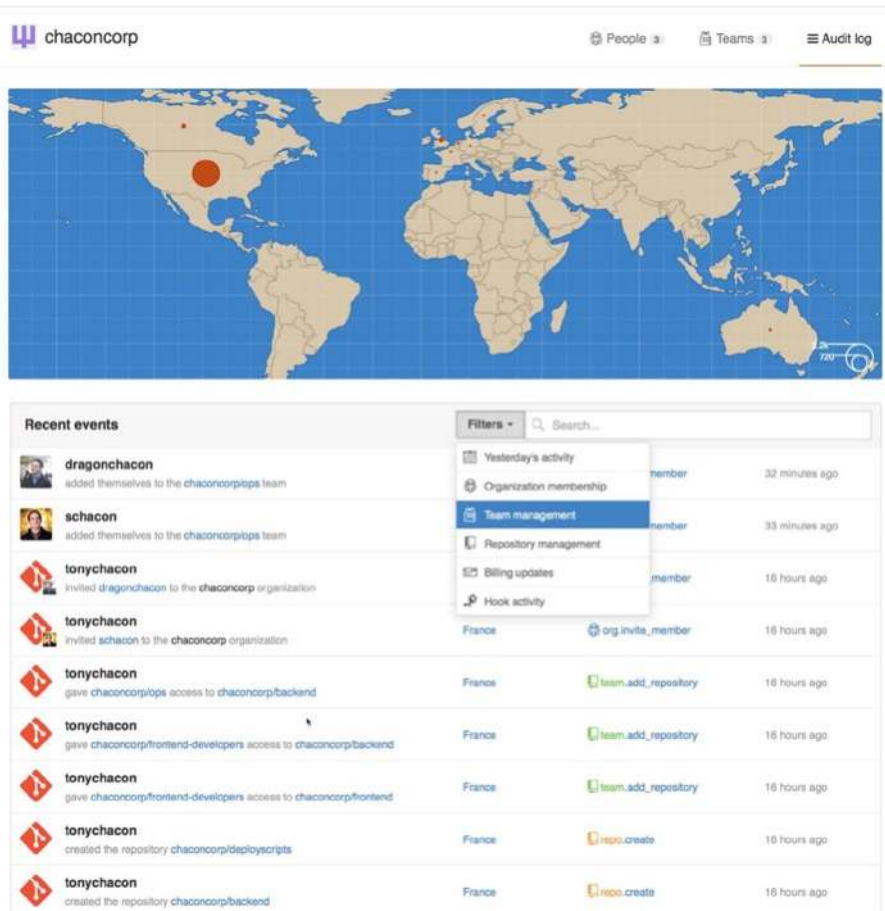 chaconcorp
People 3 Teams 3 Audit log
720
Recent events
Filters Search...
Yesterday's activity
Organization membership
Team management
Repository management
Billing updates
Hook activity
dragonchacon
added themselves to the chaconcorp/ops team
member 32 minutes ago
schacon
added themselves to the chaconcorp/ops team
member 33 minutes ago
tonychacon
invited dragonchacon to the chaconcorp organization
_member 16 hours ago
tonychacon
invited schacon to the chaconcorp organization
France org.invite_member 16 hours ago
tonychacon
gave chaconcorp/ops access to chaconcorp/backend
France team.add_repository 16 hours ago
tonychacon
gave chaconcorp/frontend-developers access to chaconcorp/backend
France team.add_repository 16 hours ago
tonychacon
gave chaconcorp/frontend-developers access to chaconcorp/frontend
France team.add_repository 16 hours ago
tonychacon
created the repository chaconcorp/deployscripts
France repo.create 16 hours ago
tonychacon
created the repository chaconcorp/backend
France repo.create 16 hours ago